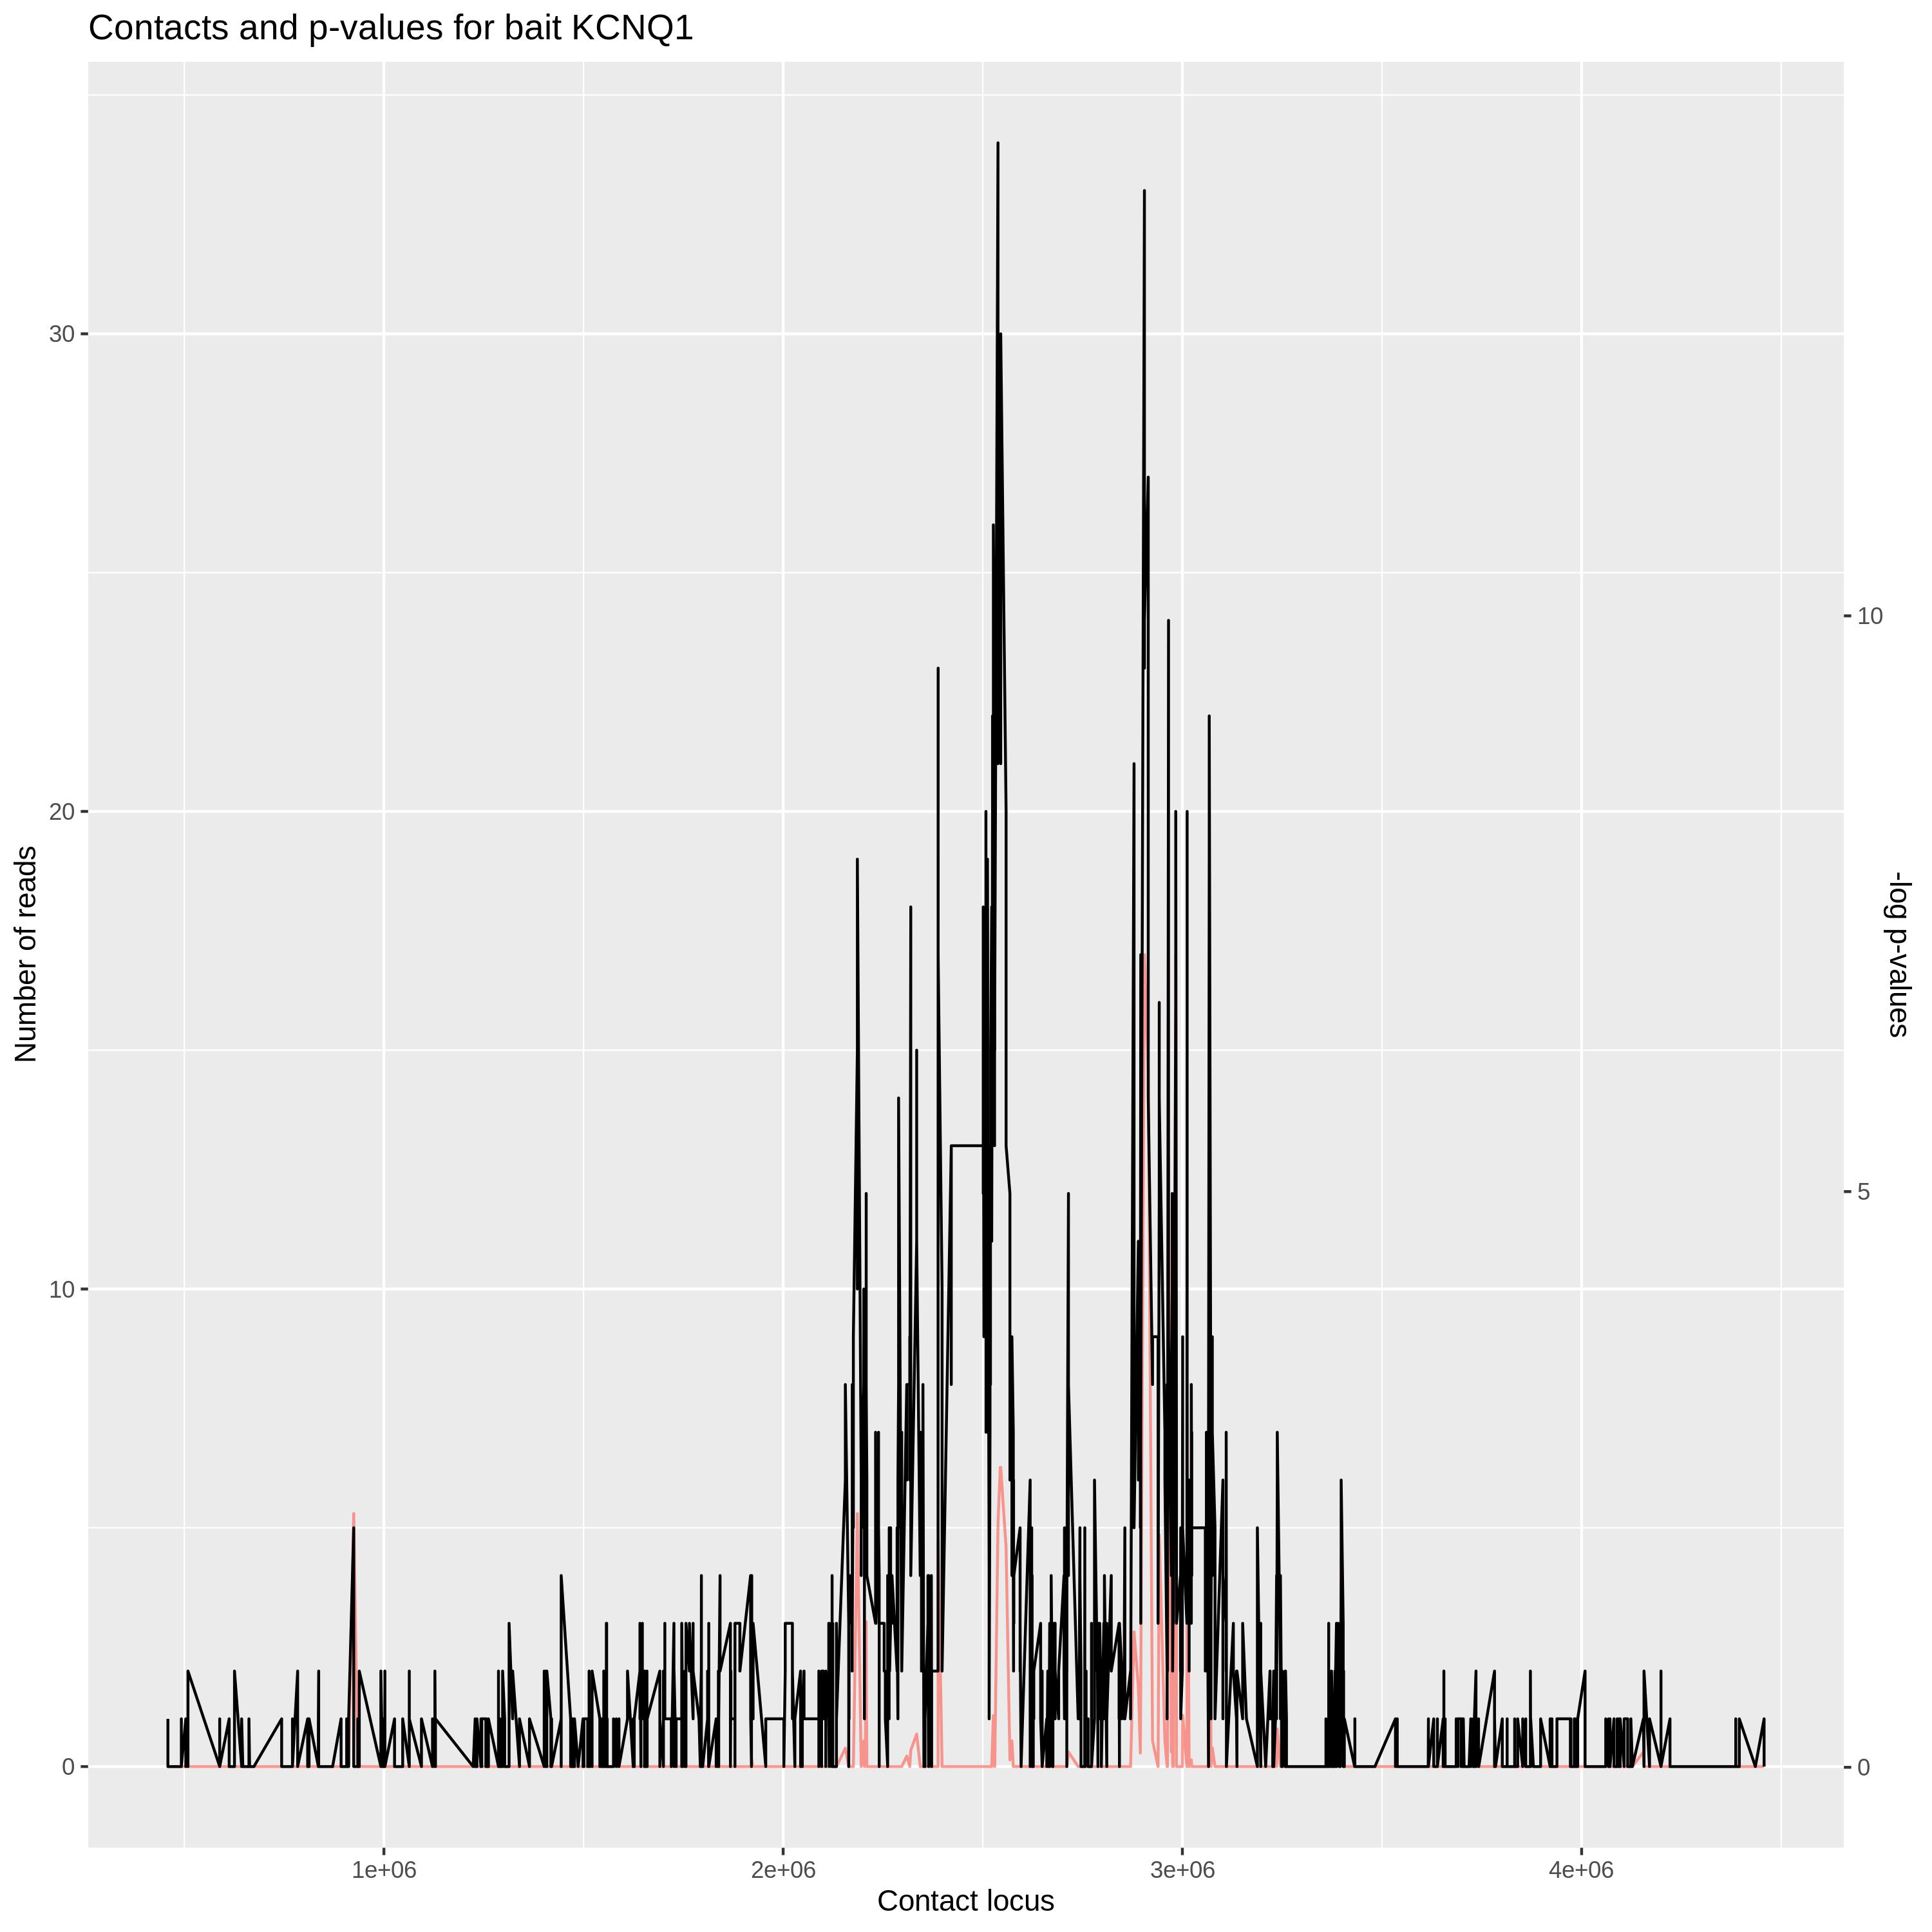 Contacts and p-values for bait KCNQ1
Number of reads
30
20
10
0
10
5
0
-log p-values
1e+06
2e+06
3e+06
4e+06
Contact locus